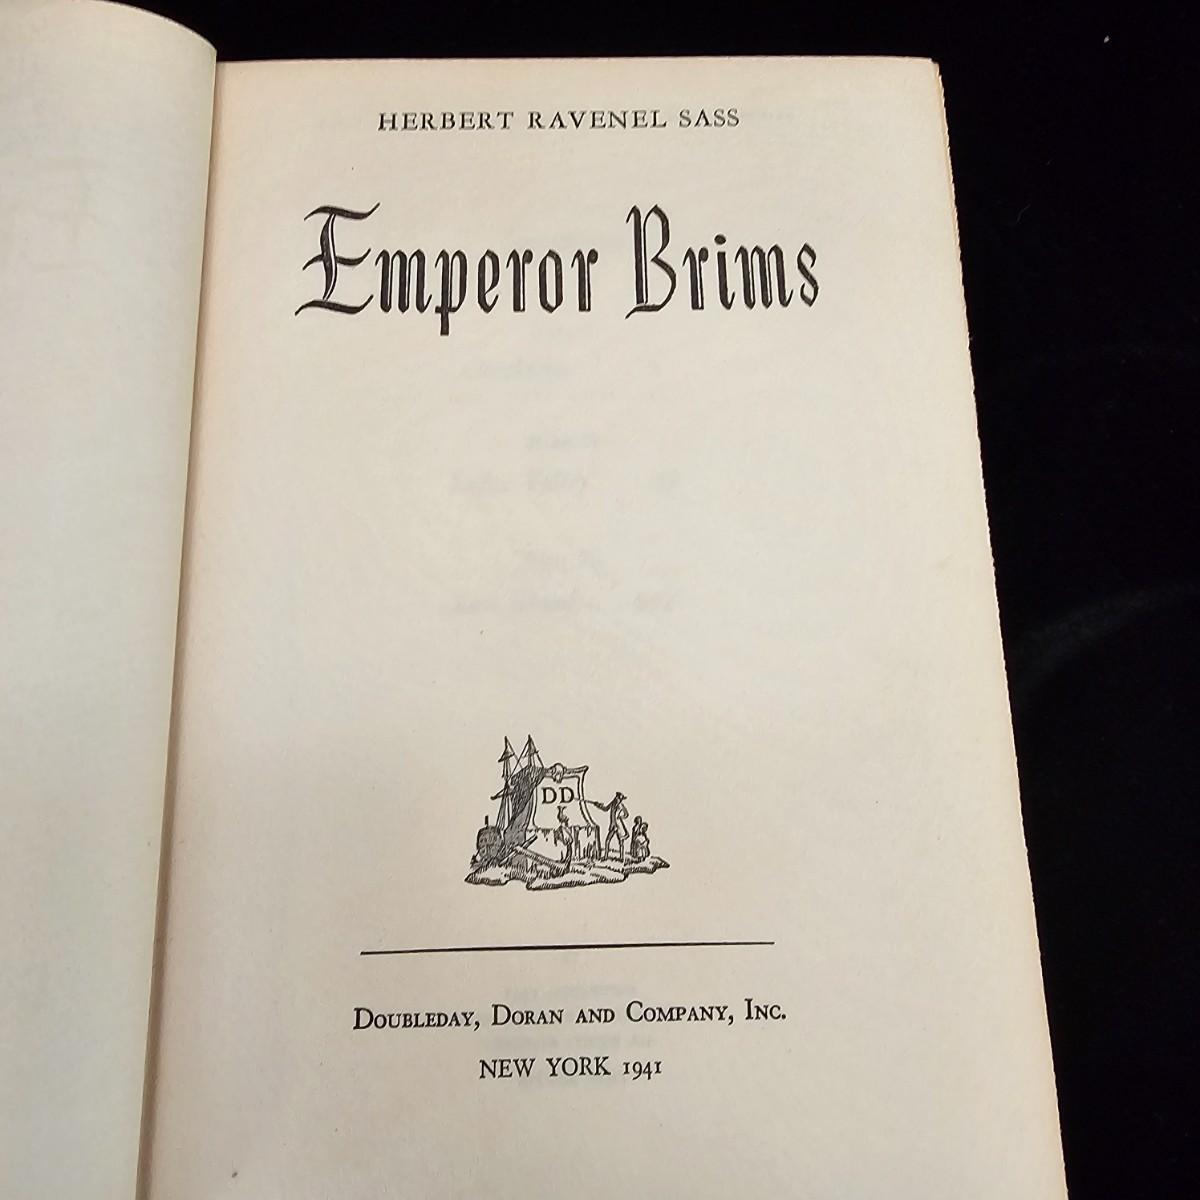 HERBERT RAVENEL SASS
Emperor Brims
DD
DOUBLEDAY, DORAN AND COMPANY, INC.
NEW YORK 1941